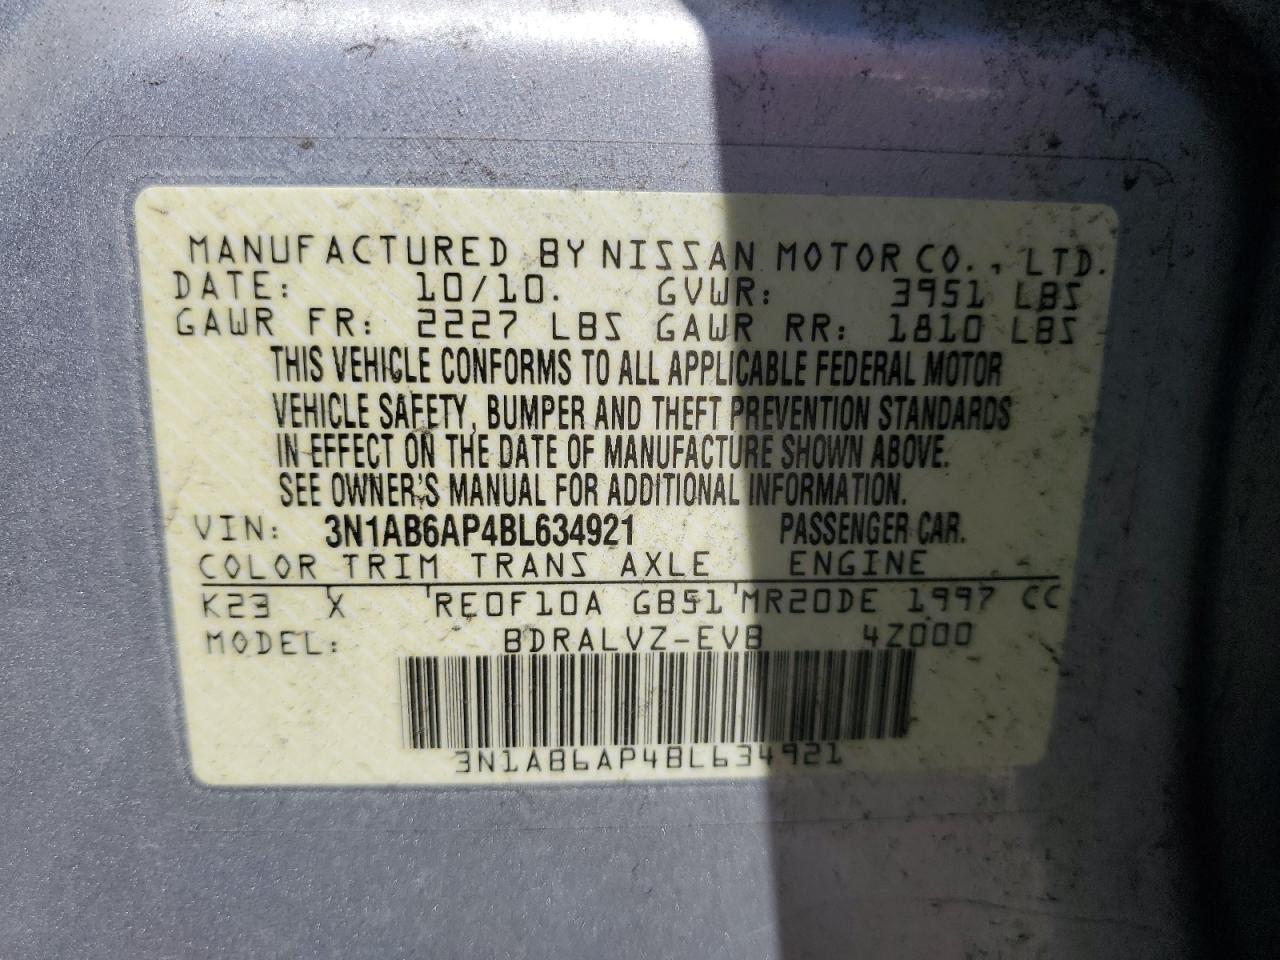 MANUFACTURED BY NISSAN MOTOR CO., LTD.
DATE: 10/10. GVWR: 3951 LBS
GAWR FR: 2227 LBS GAWR RR: 1810 LBS
THIS VEHICLE CONFORMS TO ALL APPLICABLE FEDERAL MOTOR
VEHICLE SAFETY, BUMPER AND THEFT PREVENTION STANDARDS
IN EFFECT ON THE DATE OF MANUFACTURE SHOWN ABOVE.
SEE OWNER'S MANUAL FOR ADDITIONAL INFORMATION.
VIN: 3N1AB6AP4BL634921 PASSENGER CAR.
COLOR TRIM TRANS AXLE ENGINE
K23 X RE0F10A GB51 MR20DE 1997 CC
MODEL: BDRALVZ-EVB 4Z000
3N1AB6AP4BL634921